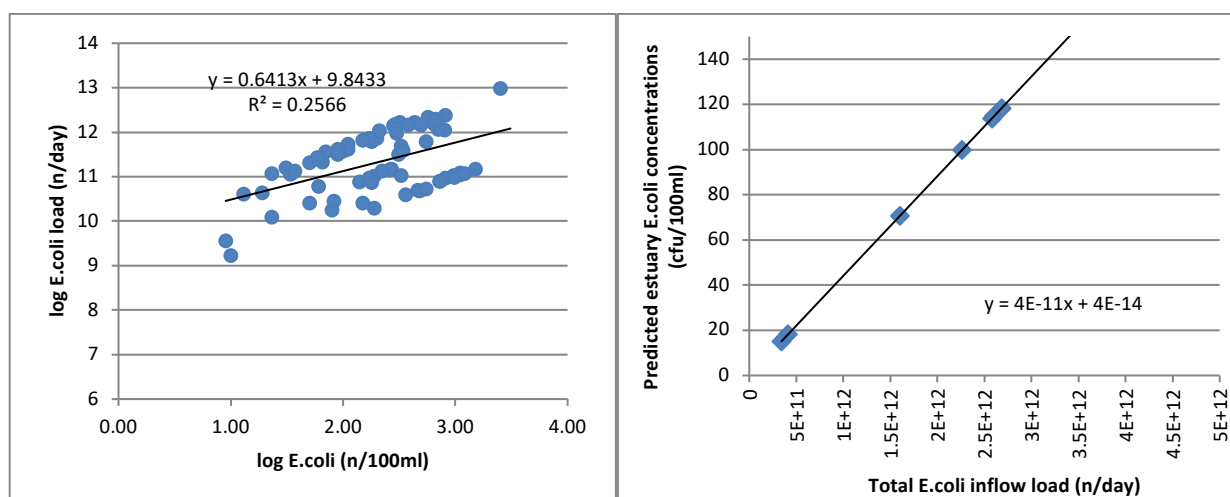 14
13
12
11
10
9
8
7
6
y = 0.6413x + 9.8433
R² = 0.2566
log E.coli load (n/day)
0.00 1.00 2.00 3.00 4.00
log E.coli (n/100ml)
Predicted estuary E.coli concentrations
(cfu/100ml)
140
120
100
80
60
40
20
0
y = 4E-11x + 4E-14
0
5E+11
1E+12
1.5E+12
2E+12
2.5E+12
3E+12
3.5E+12
4E+12
4.5E+12
5E+12
Total E.coli inflow load (n/day)